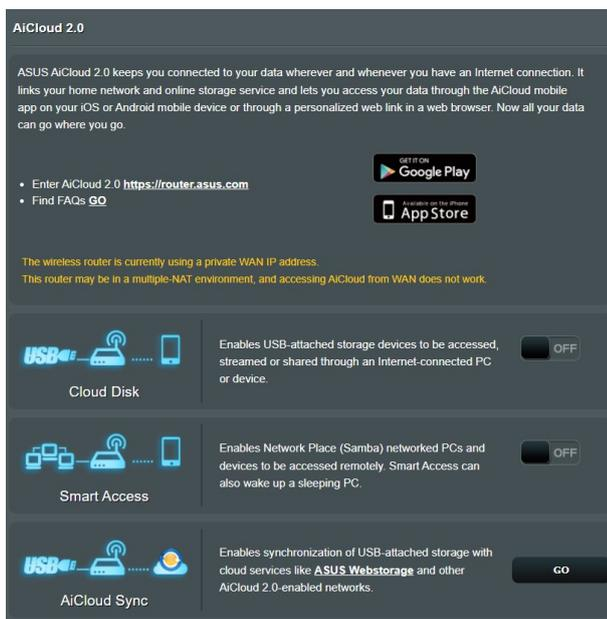 AiCloud 2.0
ASUS AiCloud 2.0 keeps you connected to your data wherever and whenever you have an Internet connection. It
links your home network and online storage service and lets you access your data through the AiCloud mobile
app on your iOS or Android mobile device or through a personalized web link in a web browser. Now all your data
can go where you go.
GET IT ON
Google Play
Enter AiCloud 2.0 https://router.asus.com
Find FAQs GO
Available on the iPhone
App Store
The wireless router is currently using a private WAN IP address.
This router may be in a multiple-NAT environment, and accessing AiCloud from WAN does not work.
USB
Cloud Disk
Enables USB-attached storage devices to be accessed,
streamed or shared through an Internet-connected PC
or device.
OFF
Smart Access
Enables Network Place (Samba) networked PCs and
devices to be accessed remotely. Smart Access can
also wake up a sleeping PC.
OFF
USB
AiCloud Sync
Enables synchronization of USB-attached storage with
cloud services like ASUS Webstorage and other
AiCloud 2.0-enabled networks.
GO